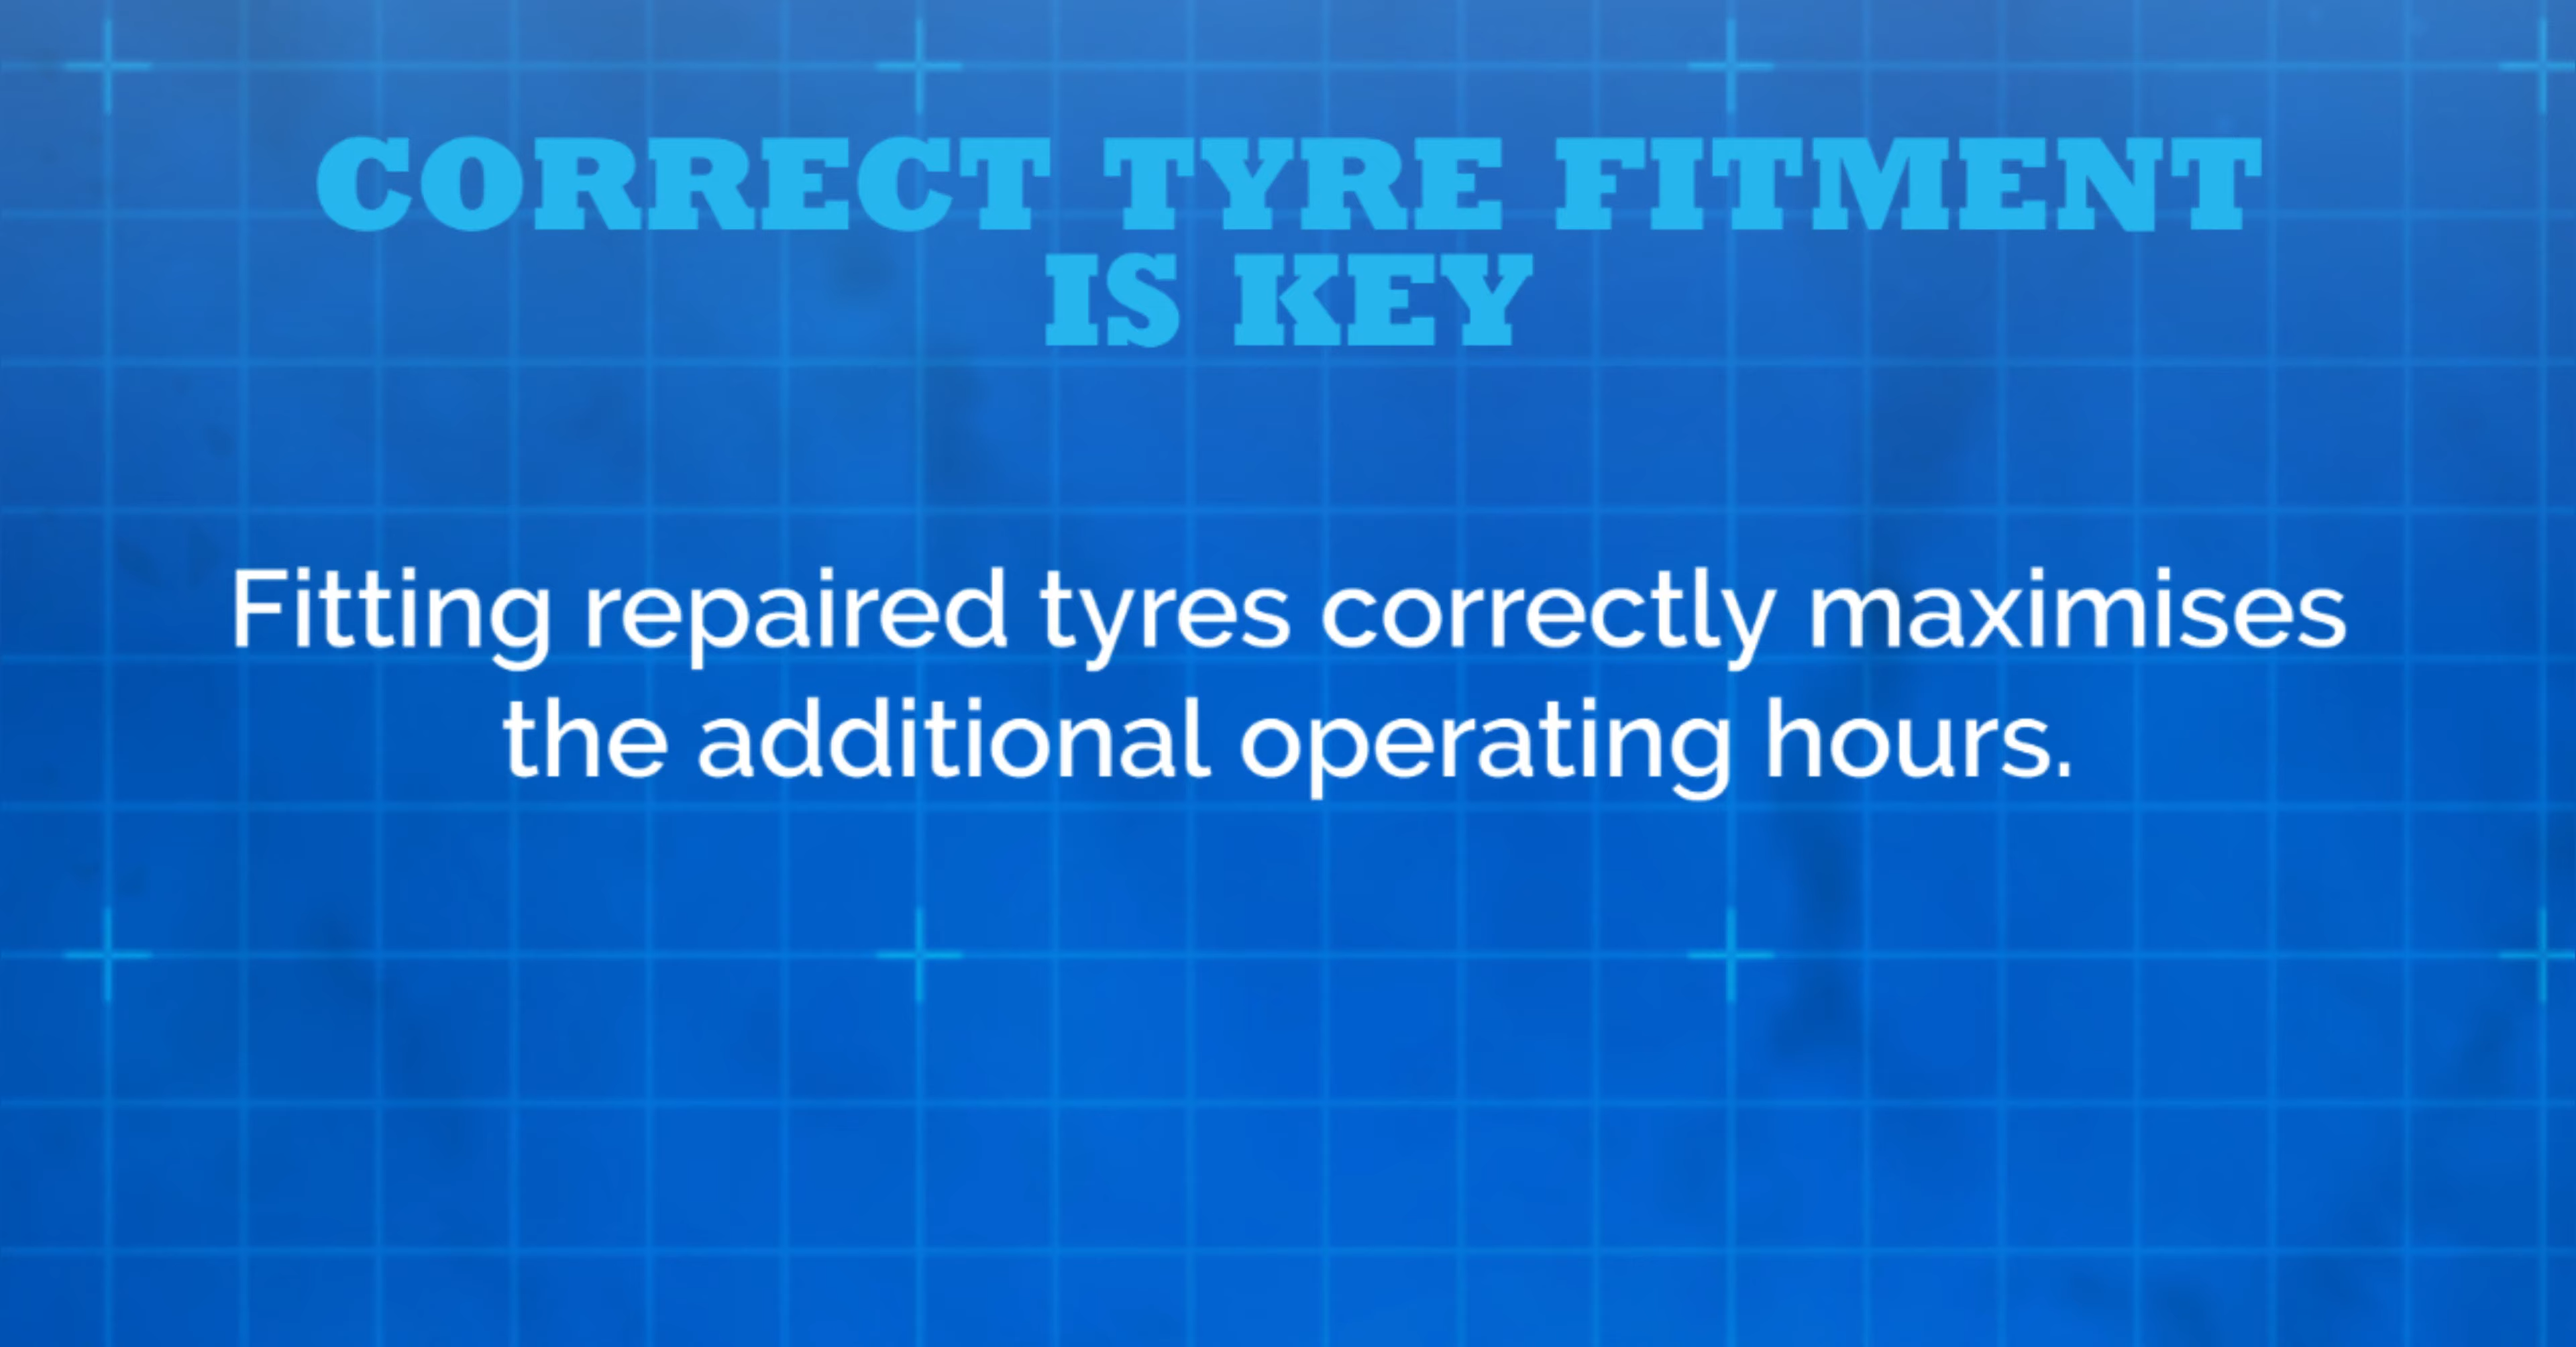 CORRECT TYRE FITMENT
IS KEY
Fitting repaired tyres correctly maximises
the additional operating hours.